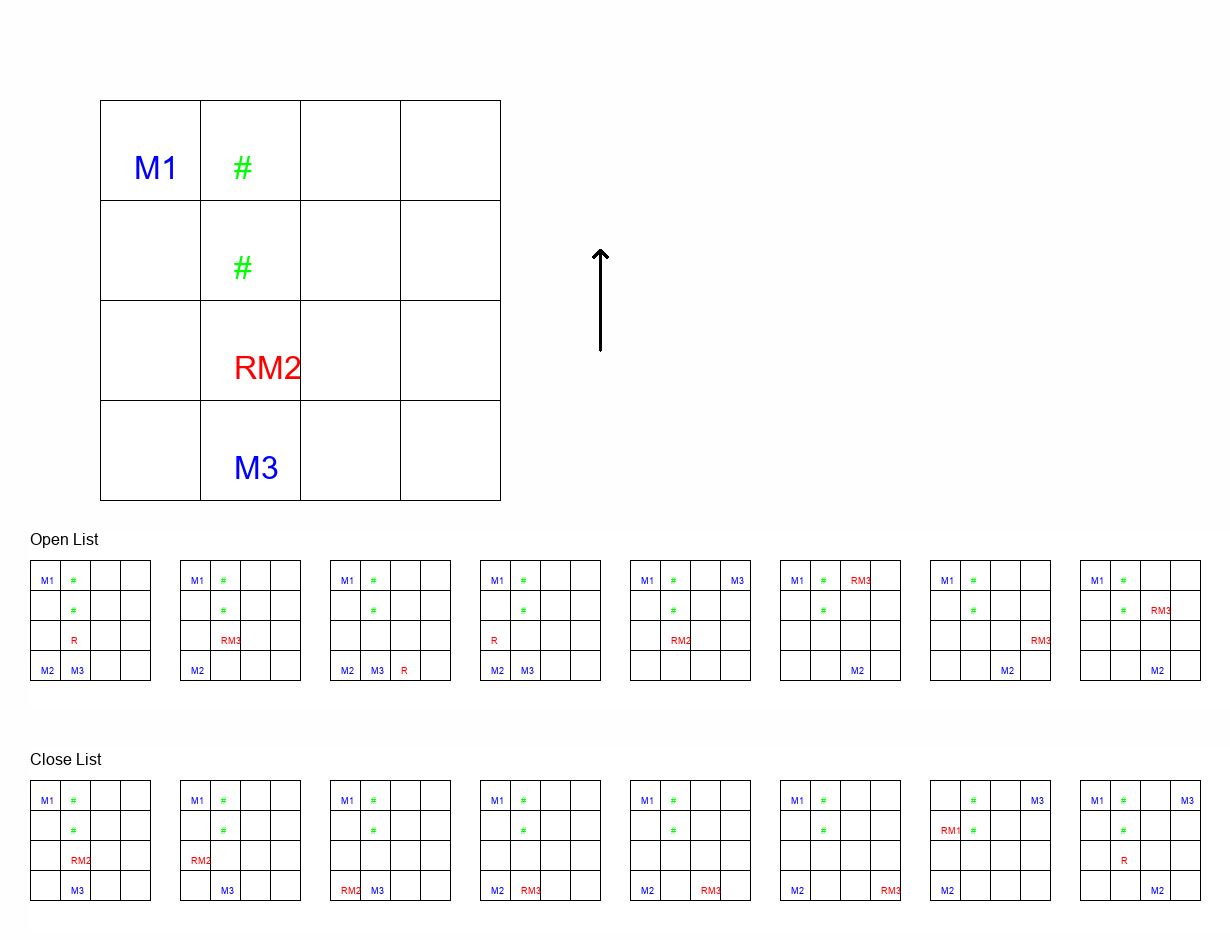 M1 #
#
RM2
M3
Open List
M1 # M1 # M1 # M1 # M1 # M3 M1 # RM3 M1 # M1 #
# # # # # # # # RM3
R RM3 R RM2 RM3
M2 M3 M2 M2 M3 R M2 M3 M2 M2 M2
Close List
M1 # M1 # M1 # M1 # M1 # M1 # # M3 M1 # M3
# # # # # # RM1 # #
RM2 RM2 R
M3 M3 RM2 M3 M2 RM3 M2 RM3 M2 RM3 M2 M2